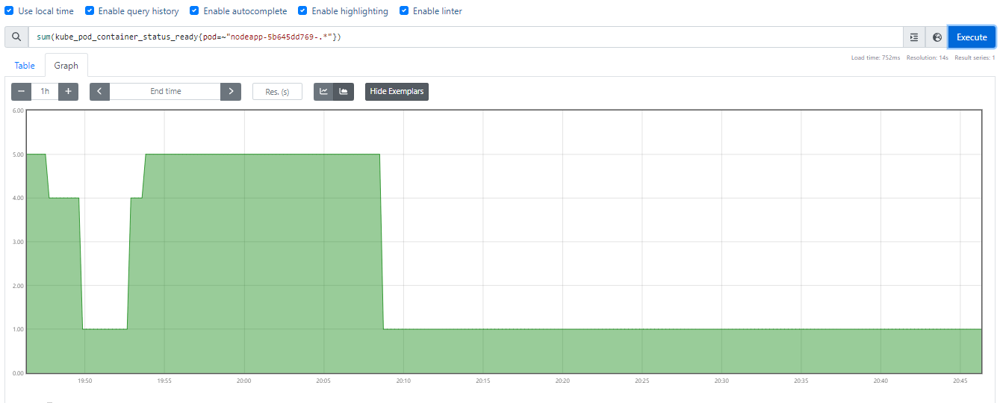 Use local time Enable query history Enable autocomplete Enable highlighting Enable linter
sum(kube_pod_container_status_ready{pod=~"nodeapp-5b645dd769-.*"}) Execute
Load time: 752ms Resolution: 14s Result series: 1
Table Graph
− 1h + End time Res. (s) Hide Exemplars
6.00
5.00
4.00
3.00
2.00
1.00
0.00
19:50 19:55 20:00 20:05 20:10 20:15 20:20 20:25 20:30 20:35 20:40 20:45